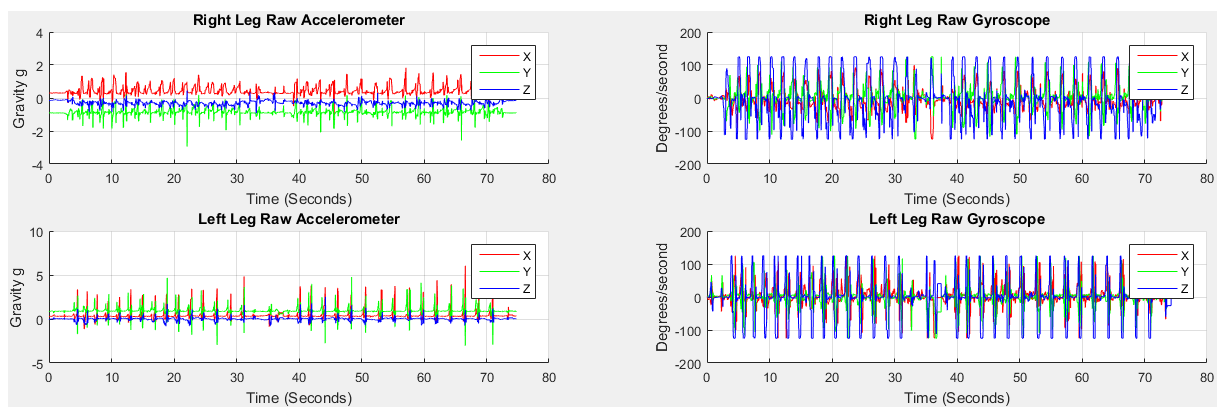 Right Leg Raw Accelerometer
4
2
0
-2
-4
Gravity g
X
Y
Z
0 10 20 30 40 50 60 70 80
Time (Seconds)
Right Leg Raw Gyroscope
200
100
0
-100
-200
Degrees/second
X
Y
Z
0 10 20 30 40 50 60 70 80
Time (Seconds)
Left Leg Raw Accelerometer
10
5
0
-5
Gravity g
X
Y
Z
0 10 20 30 40 50 60 70 80
Time (Seconds)
Left Leg Raw Gyroscope
200
100
0
-100
-200
Degrees/second
X
Y
Z
0 10 20 30 40 50 60 70 80
Time (Seconds)